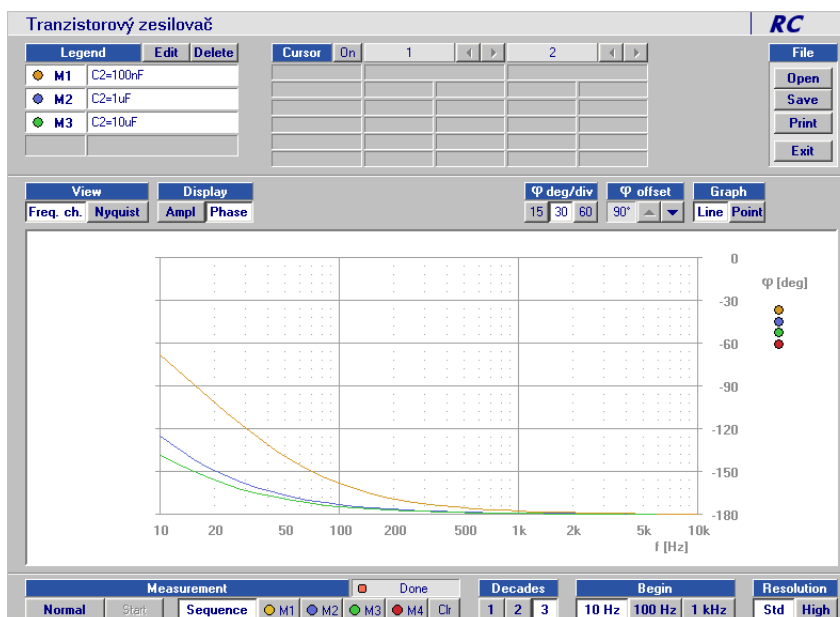 Tranzistorový zesilovač RC
Legend Edit Delete Cursor On 1 2 File
M1 C2=100nF
M2 C2=1uF
M3 C2=10uF
Open
Save
Print
Exit
View Display φ deg/div φ offset Graph
Freq. ch. Nyquist Ampl Phase 15 30 60 90° Line Point
0
φ [deg]
-30
-60
-90
-120
-150
-180
10 20 50 100 200 500 1k 2k 5k 10k
f [Hz]
Measurement Done Decades Begin Resolution
Normal Start Sequence M1 M2 M3 M4 Clr 1 2 3 10 Hz 100 Hz 1 kHz Std High